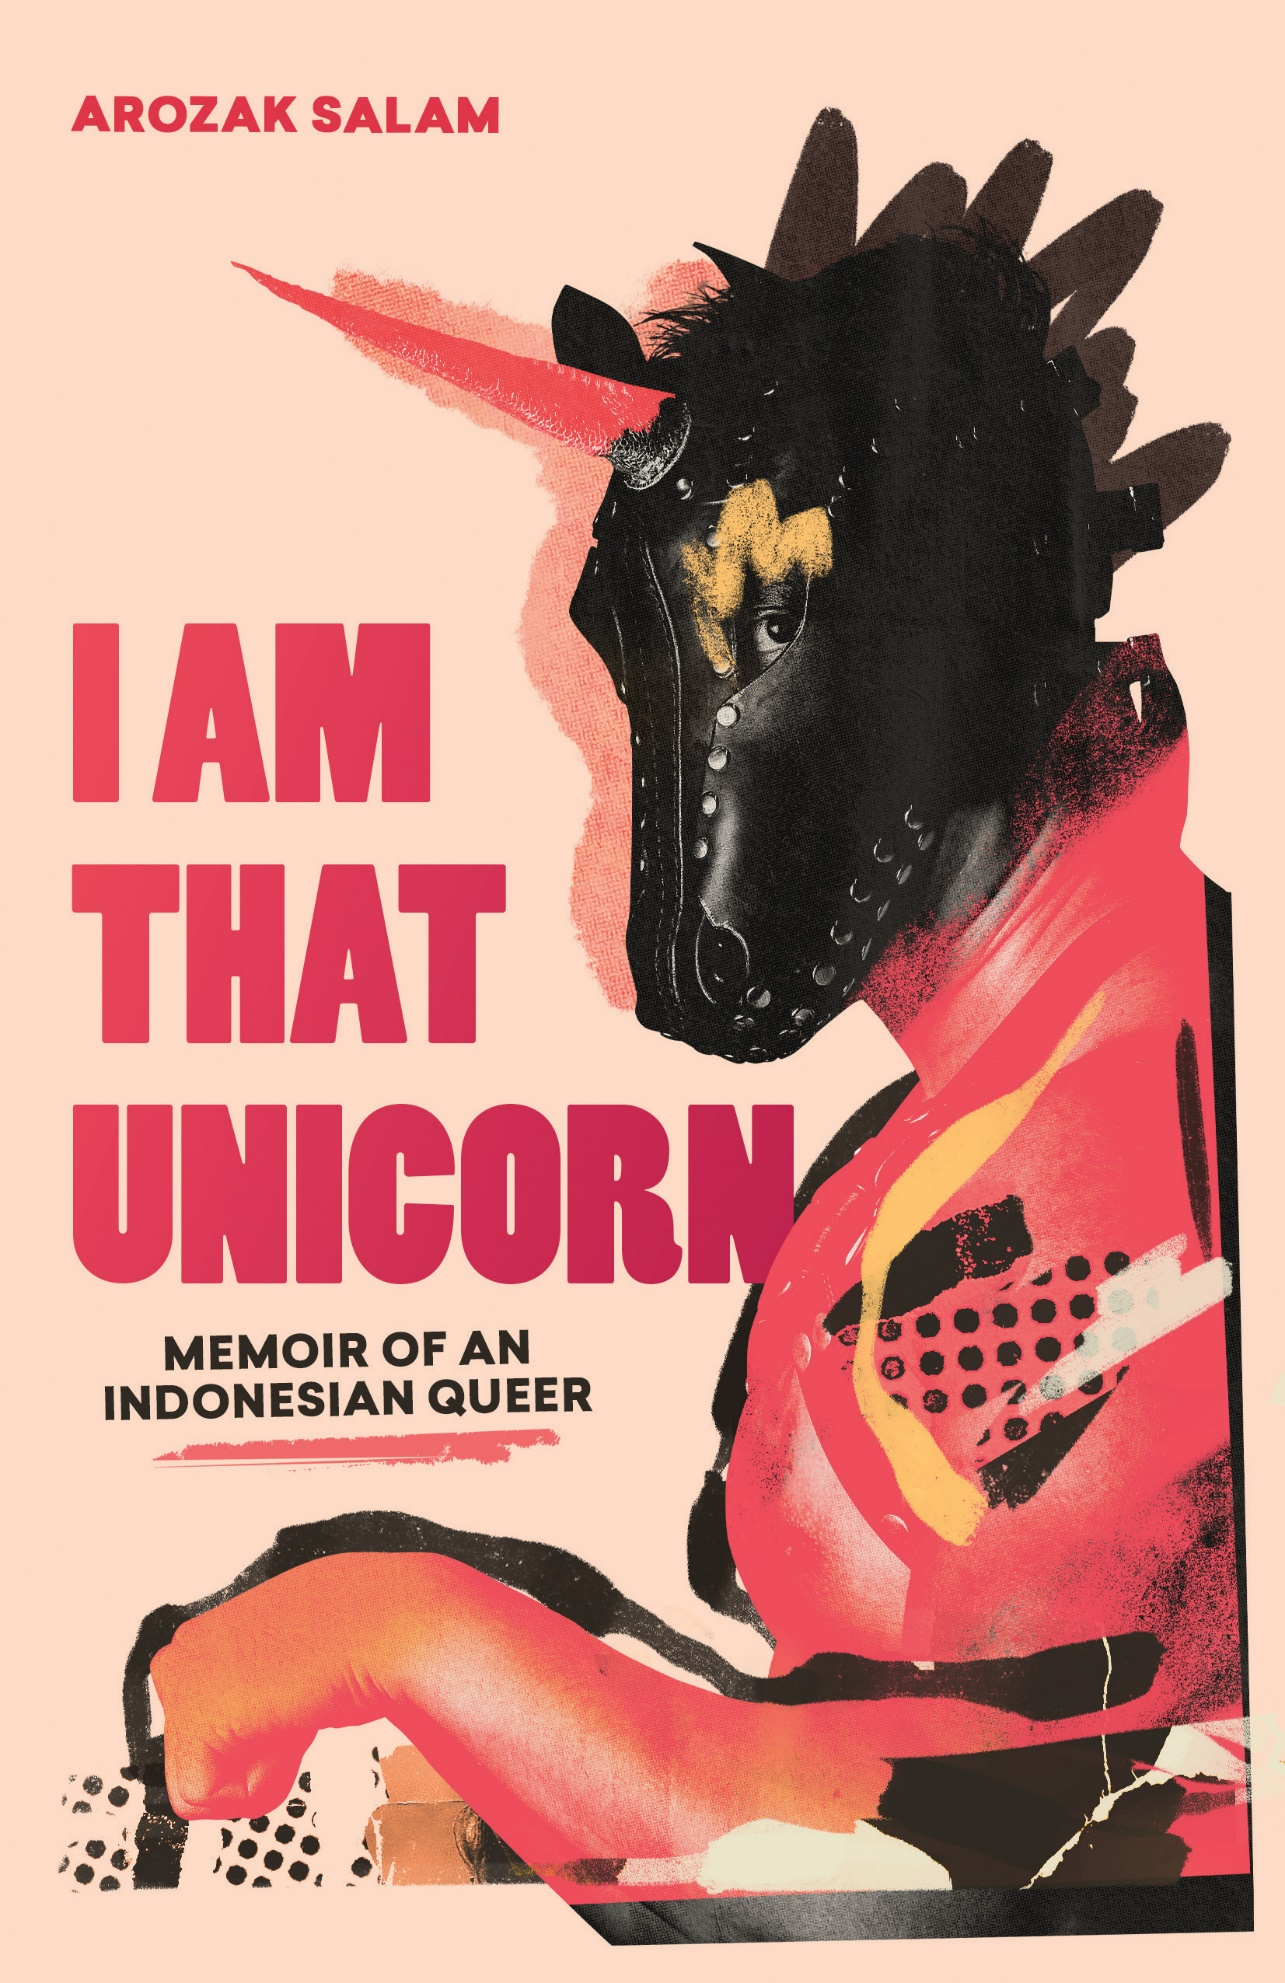 AROZAK SALAM
I AM
THAT
UNICORN
MEMOIR OF AN
INDONESIAN QUEER